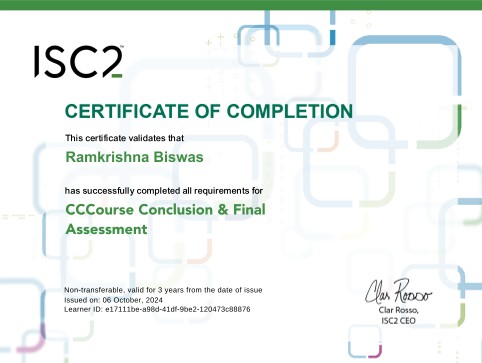 ISC2
CERTIFICATE OF COMPLETION
This certificate validates that
Ramkrishna Biswas
has successfully completed all requirements for
CCCourse Conclusion & Final
Assessment
Non-transferable, valid for 3 years from the date of issue
Issued on: 06 October, 2024
Learner ID: e17111be-a98d-41df-9be2-120473c88876
Clar Rosso
Clar Rosso,
ISC2 CEO